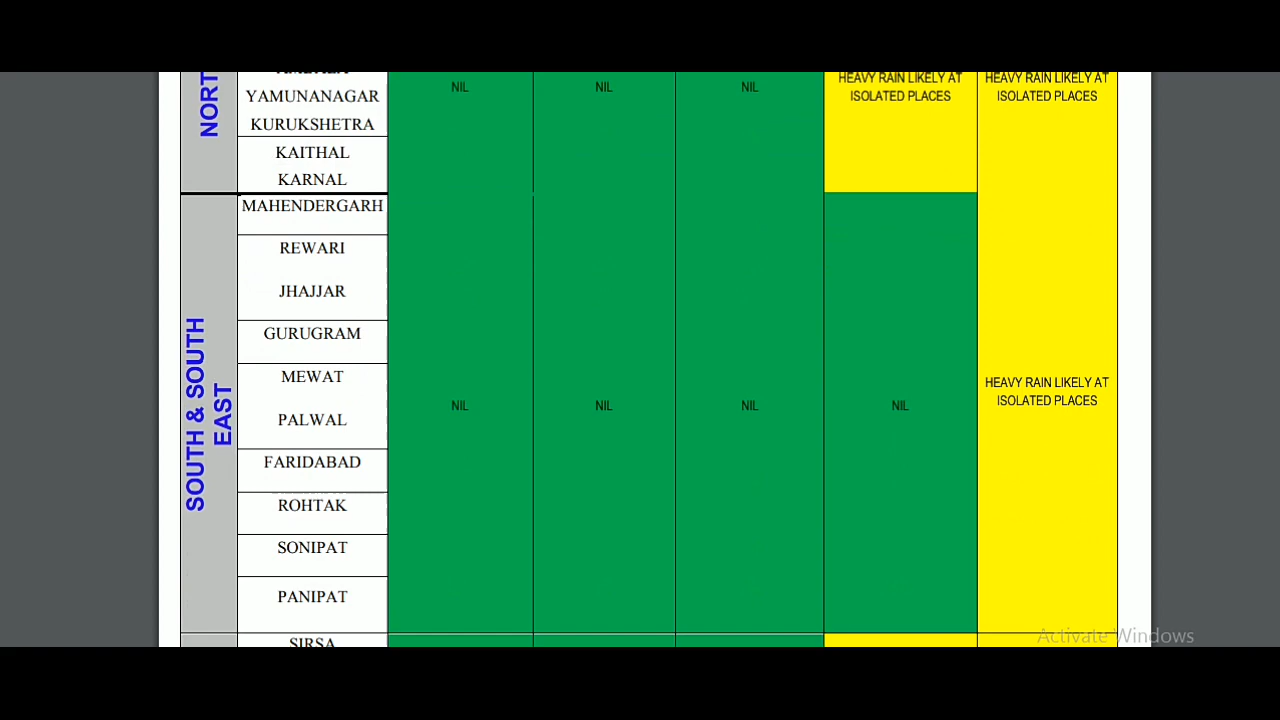 NORT
HEAVY RAIN LIKELY AT
ISOLATED PLACES
HEAVY RAIN LIKELY AT
ISOLATED PLACES
NIL
NIL
NIL
YAMUNANAGAR
KURUKSHETRA
KAITHAL
KARNAL
SOUTH & SOUTH
EAST
MAHENDERGARH
REWARI
JHAJJAR
GURUGRAM
MEWAT
PALWAL
FARIDABAD
ROHTAK
SONIPAT
PANIPAT
NIL
NIL
NIL
NIL
HEAVY RAIN LIKELY AT
ISOLATED PLACES
SIRSA
Activate Windows